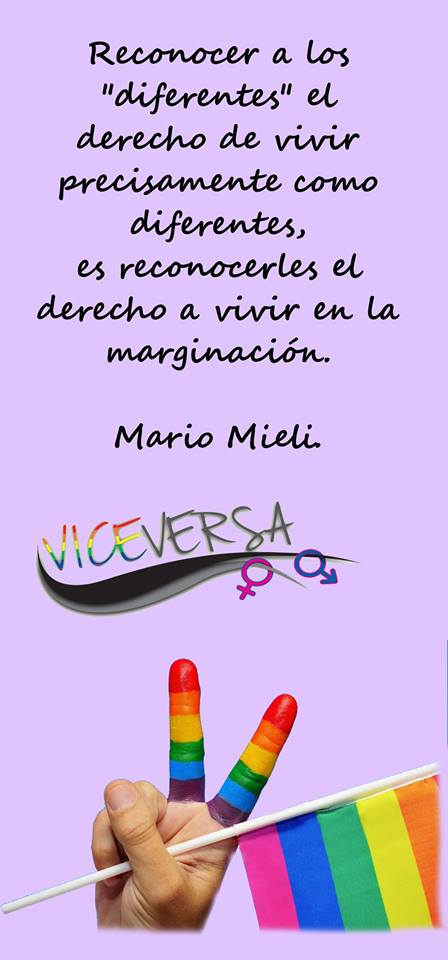 Reconocer a los
"diferentes" el
derecho de vivir
precisamente como
diferentes,
es reconocerles el
derecho a vivir en la
marginación.
Mario Mieli.
VICEVERSA